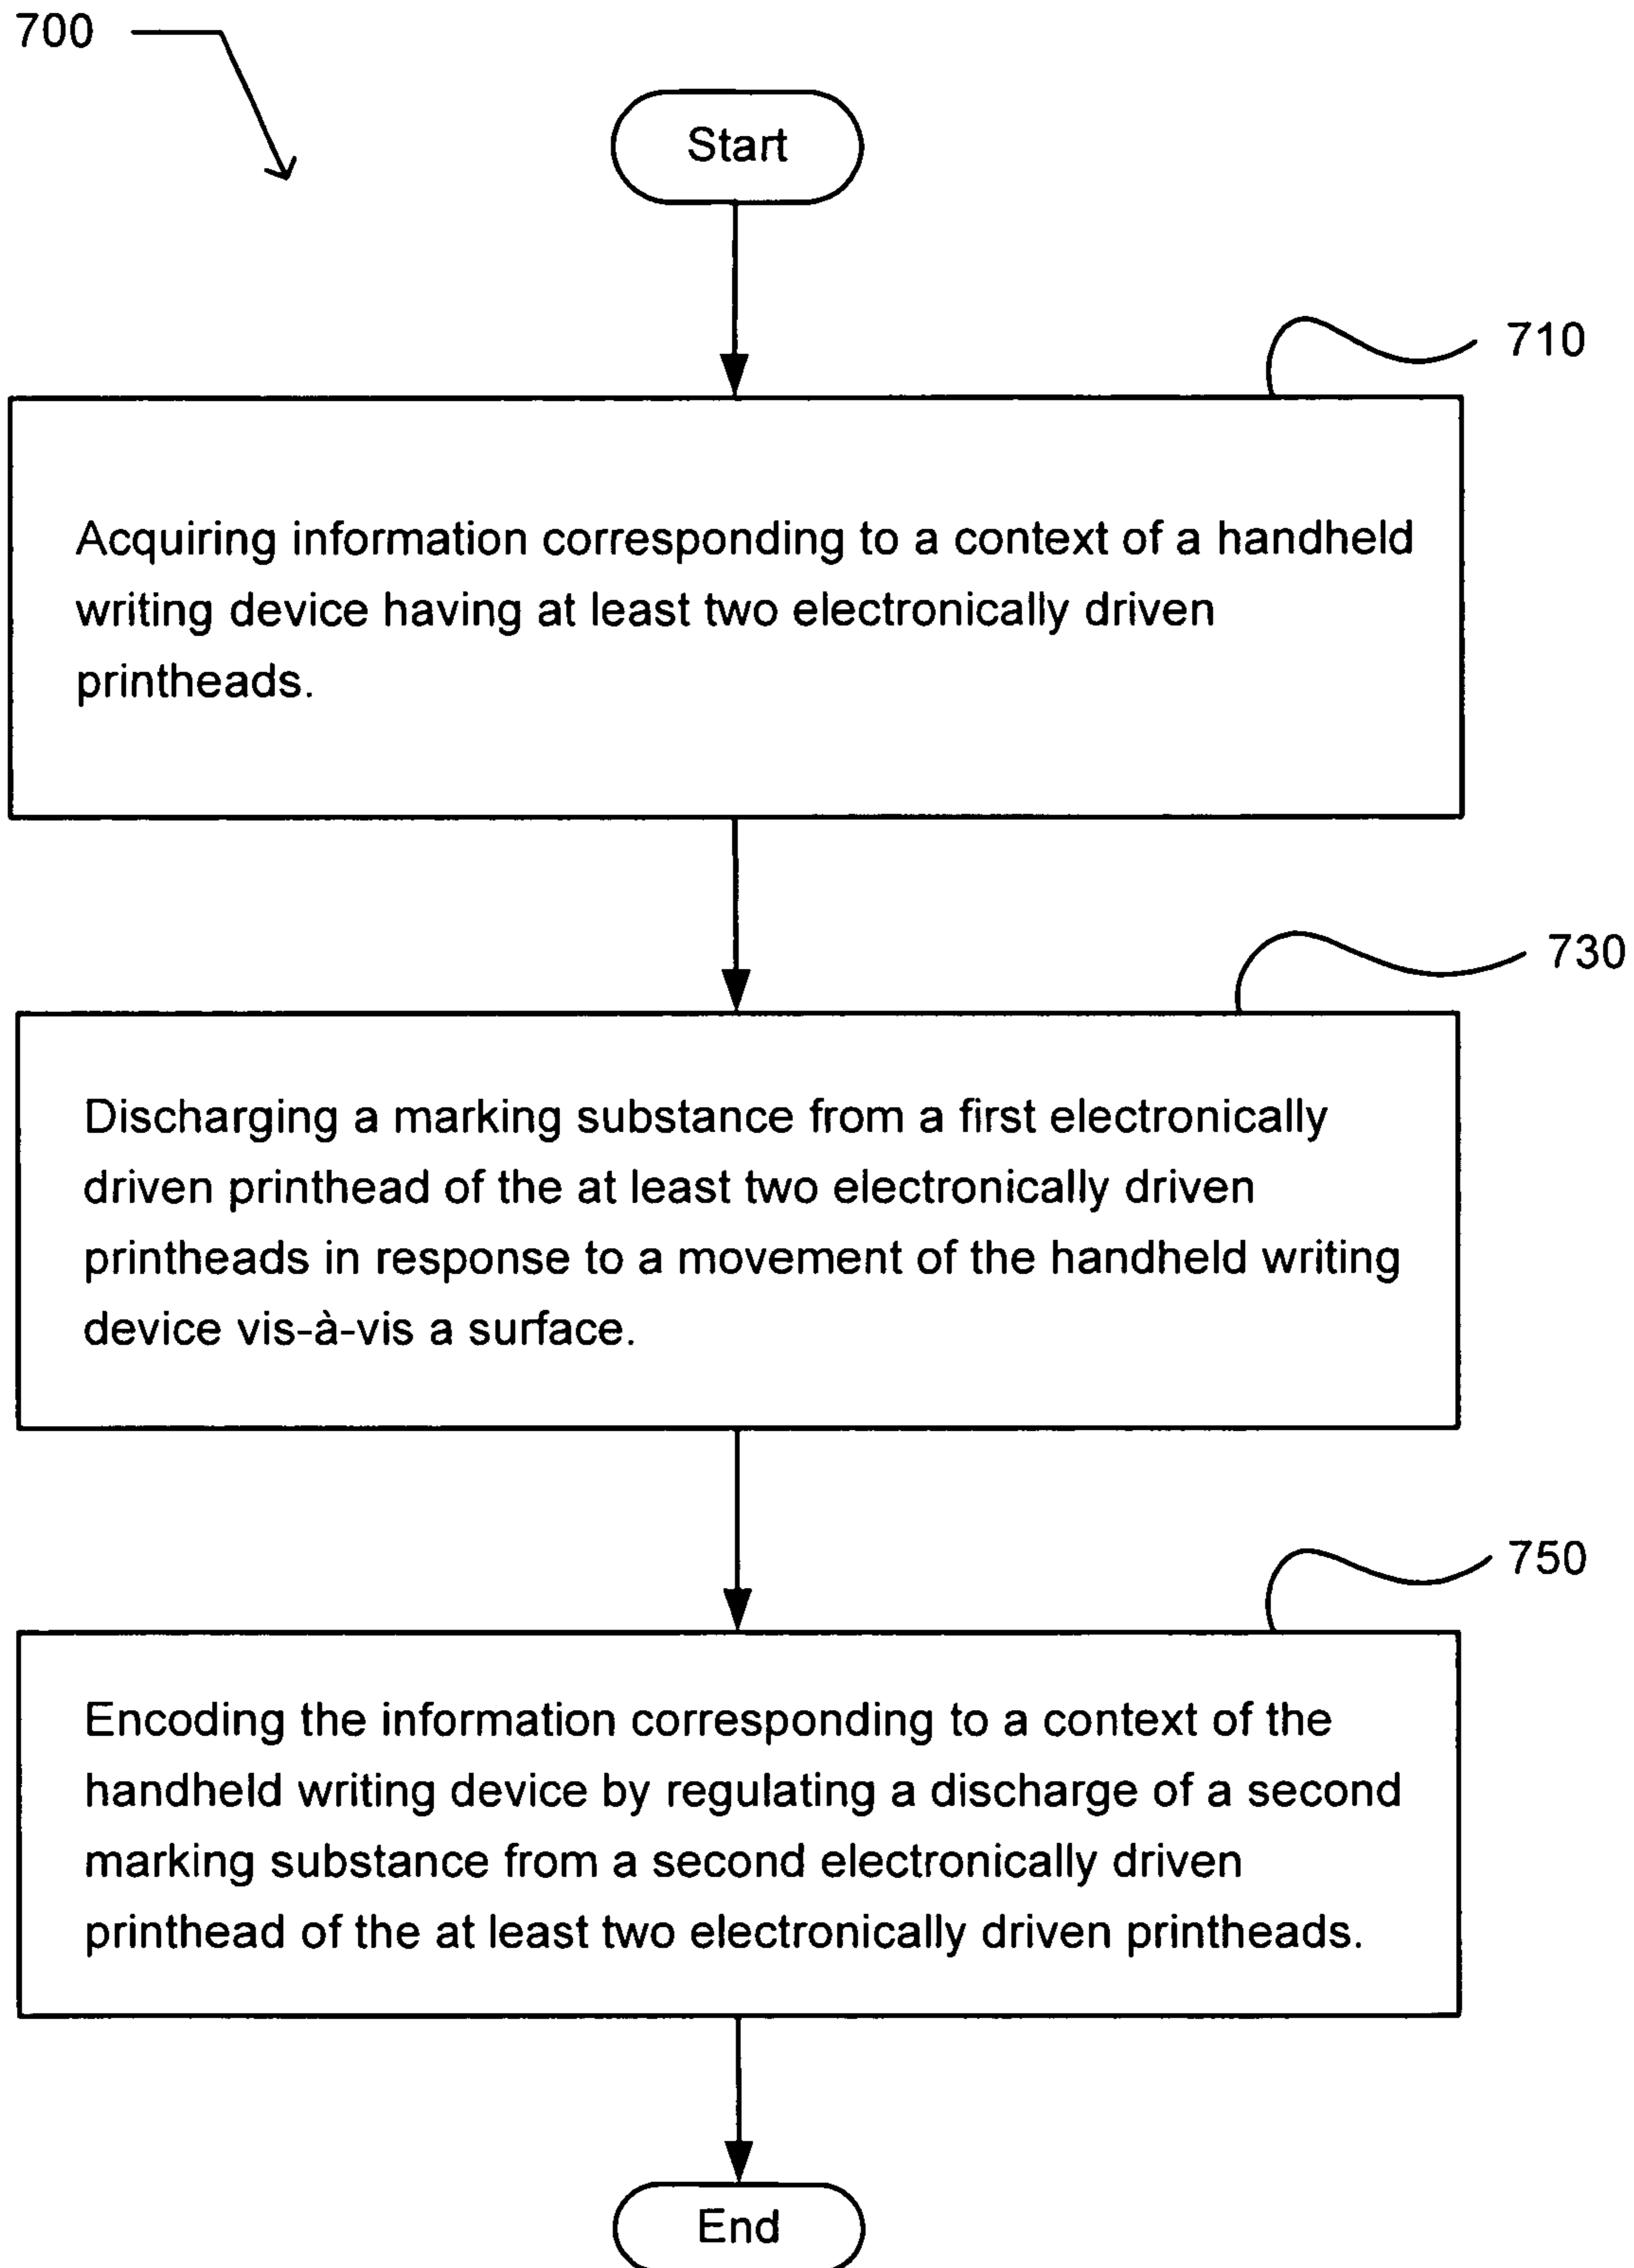 700
Start
710
Acquiring information corresponding to a context of a handheld
writing device having at least two electronically driven
printheads.
730
Discharging a marking substance from a first electronically
driven printhead of the at least two electronically driven
printheads in response to a movement of the handheld writing
device vis-à-vis a surface.
750
Encoding the information corresponding to a context of the
handheld writing device by regulating a discharge of a second
marking substance from a second electronically driven
printhead of the at least two electronically driven printheads.
End